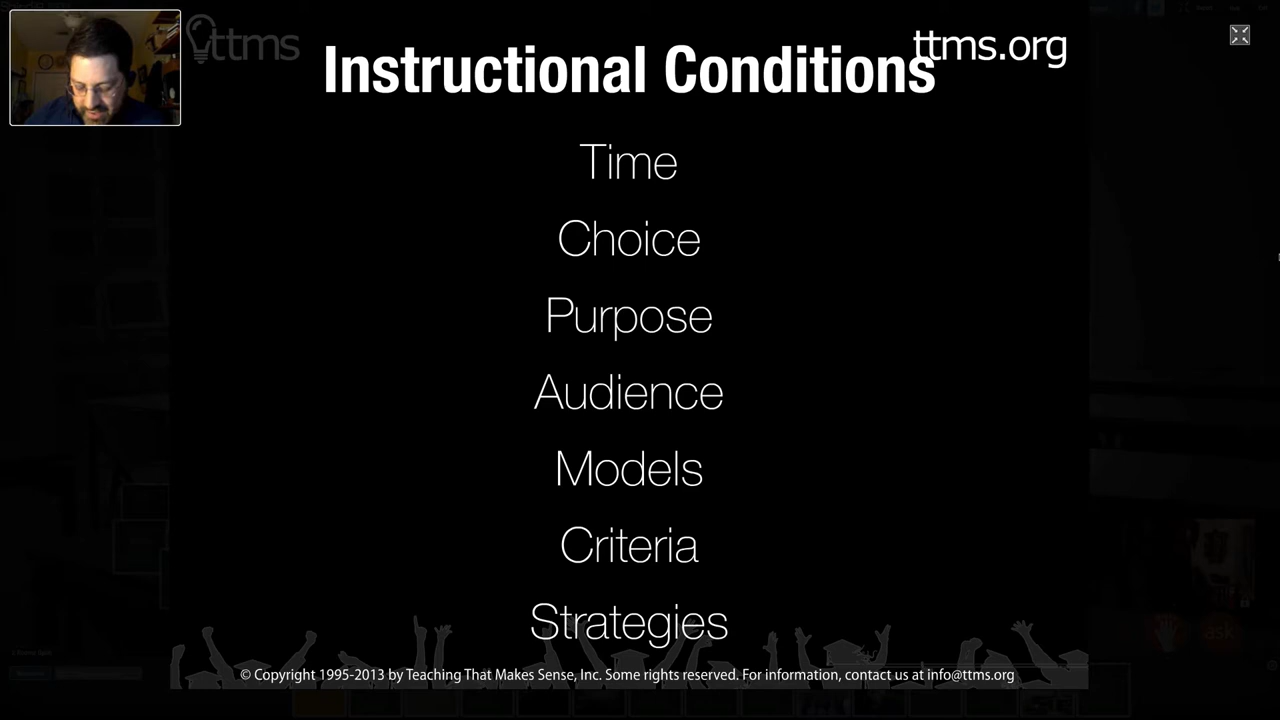 ttms
ttms.org
Instructional Conditions
Time
Choice
Purpose
Audience
Models
Criteria
Strategies
ask
© Copyright 1995-2013 by Teaching That Makes Sense, Inc. Some rights reserved. For information, contact us at info@ttms.org